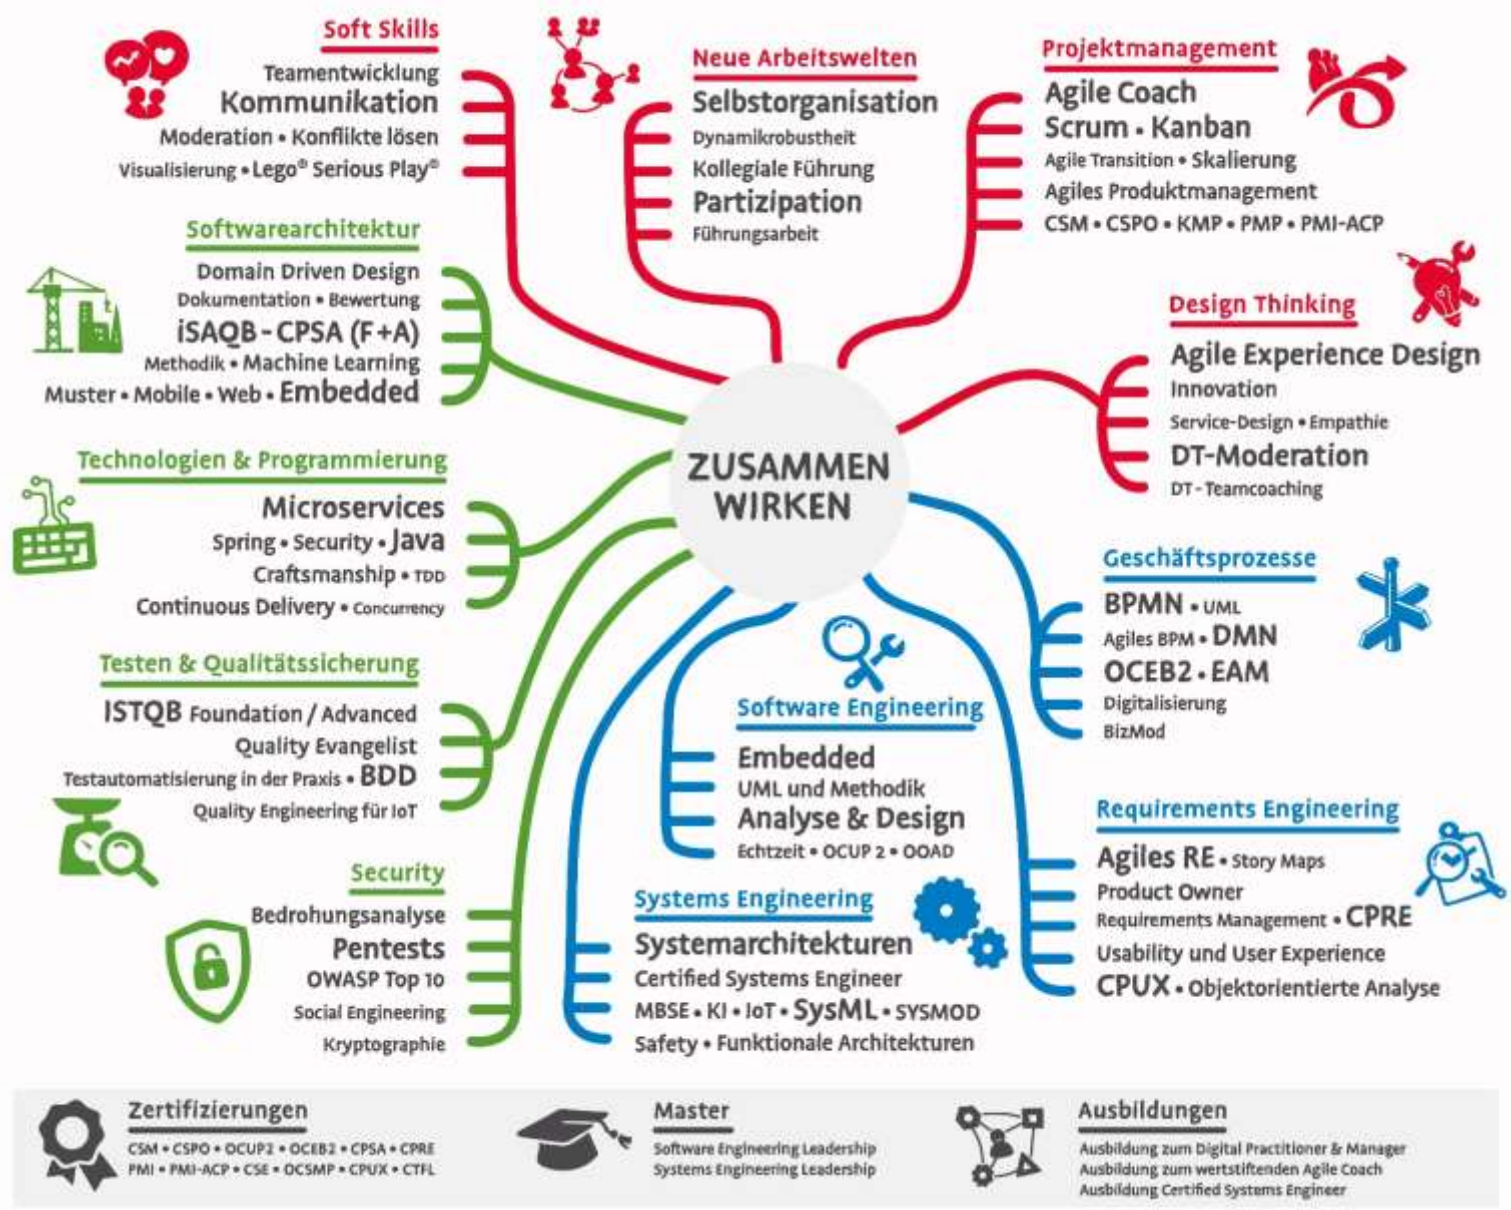 Soft Skills
Teamentwicklung
Kommunikation
Moderation • Konflikte lösen
Visualisierung • Lego® Serious Play®
Neue Arbeitswelten
Selbstorganisation
Dynamikrobustheit
Kollegiale Führung
Partizipation
Führungsarbeit
Projektmanagement
Agile Coach
Scrum • Kanban
Agile Transition • Skalierung
Agiles Produktmanagement
CSM • CSPO • KMP • PMP • PMI-ACP
Softwarearchitektur
Domain Driven Design
Dokumentation • Bewertung
iSAQB - CPSA (F+A)
Methodik • Machine Learning
Muster • Mobile • Web • Embedded
Design Thinking
Agile Experience Design
Innovation
Service-Design • Empathie
DT-Moderation
DT - Teamcoaching
ZUSAMMEN
WIRKEN
Technologien & Programmierung
Microservices
Spring • Security • Java
Craftsmanship • TDD
Continuous Delivery • Concurrency
Geschäftsprozesse
BPMN • UML
Agiles BPM • DMN
OCEB2 • EAM
Digitalisierung
BizMod
Testen & Qualitätssicherung
ISTQB Foundation / Advanced
Quality Evangelist
Testautomatisierung in der Praxis • BDD
Quality Engineering für IoT
Software Engineering
Embedded
UML und Methodik
Analyse & Design
Echtzeit • OCUP 2 • OOAD
Requirements Engineering
Agiles RE • Story Maps
Product Owner
Requirements Management • CPRE
Usability und User Experience
CPUX • Objektorientierte Analyse
Security
Bedrohungsanalyse
Pentests
OWASP Top 10
Social Engineering
Kryptographie
Systems Engineering
Systemarchitekturen
Certified Systems Engineer
MBSE • KI • IoT • SysML • SYSMOD
Safety • Funktionale Architekturen
Zertifizierungen
CSM • CSPO • OCUP2 • OCEB2 • CPSA • CPRE
PMI • PMI-ACP • CSE • OCSMP • CPUX • CTFL
Master
Software Engineering Leadership
Systems Engineering Leadership
Ausbildungen
Ausbildung zum Digital Practitioner & Manager
Ausbildung zum wertstiftenden Agile Coach
Ausbildung Certified Systems Engineer